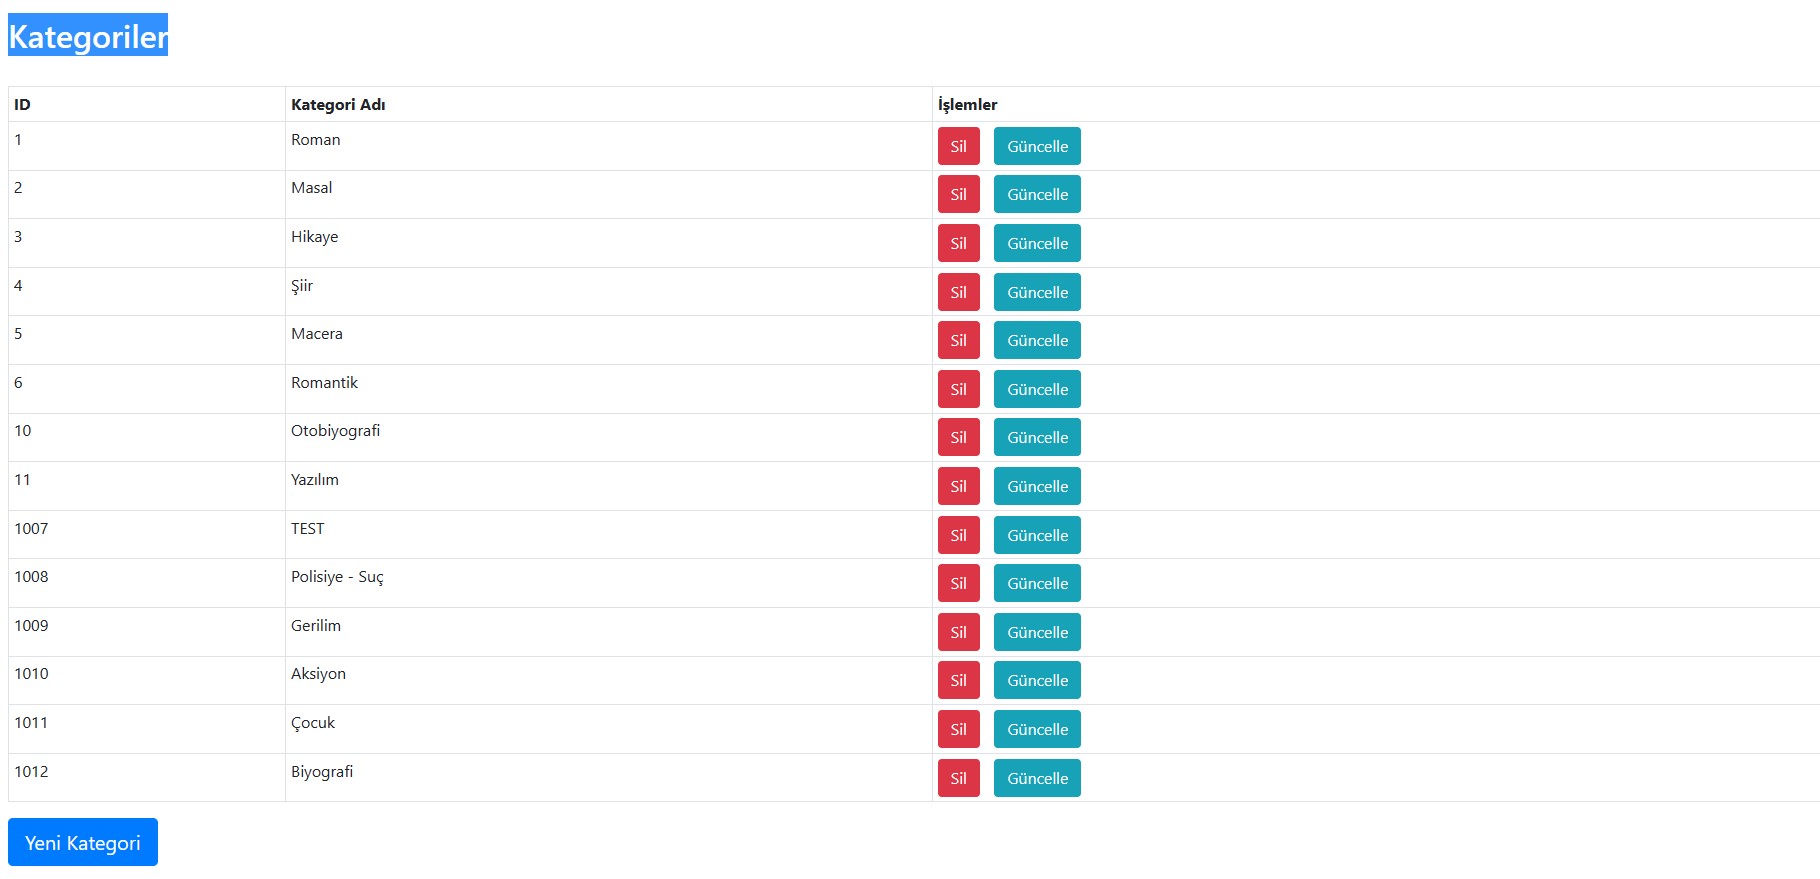 Kategoriler
ID Kategori Adı İşlemler
1 Roman Sil Güncelle
2 Masal Sil Güncelle
3 Hikaye Sil Güncelle
4 Şiir Sil Güncelle
5 Macera Sil Güncelle
6 Romantik Sil Güncelle
10 Otobiyografi Sil Güncelle
11 Yazılım Sil Güncelle
1007 TEST Sil Güncelle
1008 Polisiye - Suç Sil Güncelle
1009 Gerilim Sil Güncelle
1010 Aksiyon Sil Güncelle
1011 Çocuk Sil Güncelle
1012 Biyografi Sil Güncelle
Yeni Kategori